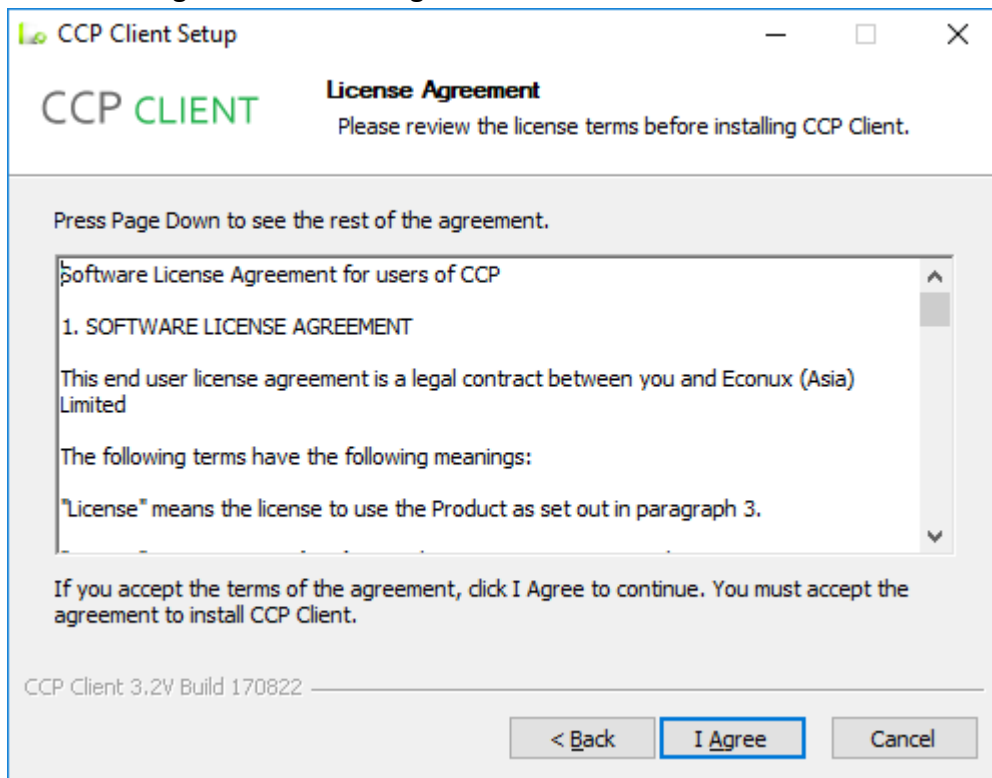 CCP Client Setup
CCP CLIENT
License Agreement
Please review the license terms before installing CCP Client.
Press Page Down to see the rest of the agreement.
Software License Agreement for users of CCP
1. SOFTWARE LICENSE AGREEMENT
This end user license agreement is a legal contract between you and Econux (Asia)
Limited
The following terms have the following meanings:
"License" means the license to use the Product as set out in paragraph 3.
If you accept the terms of the agreement, click I Agree to continue. You must accept the
agreement to install CCP Client.
CCP Client 3.2V Build 170822
< Back
I Agree
Cancel